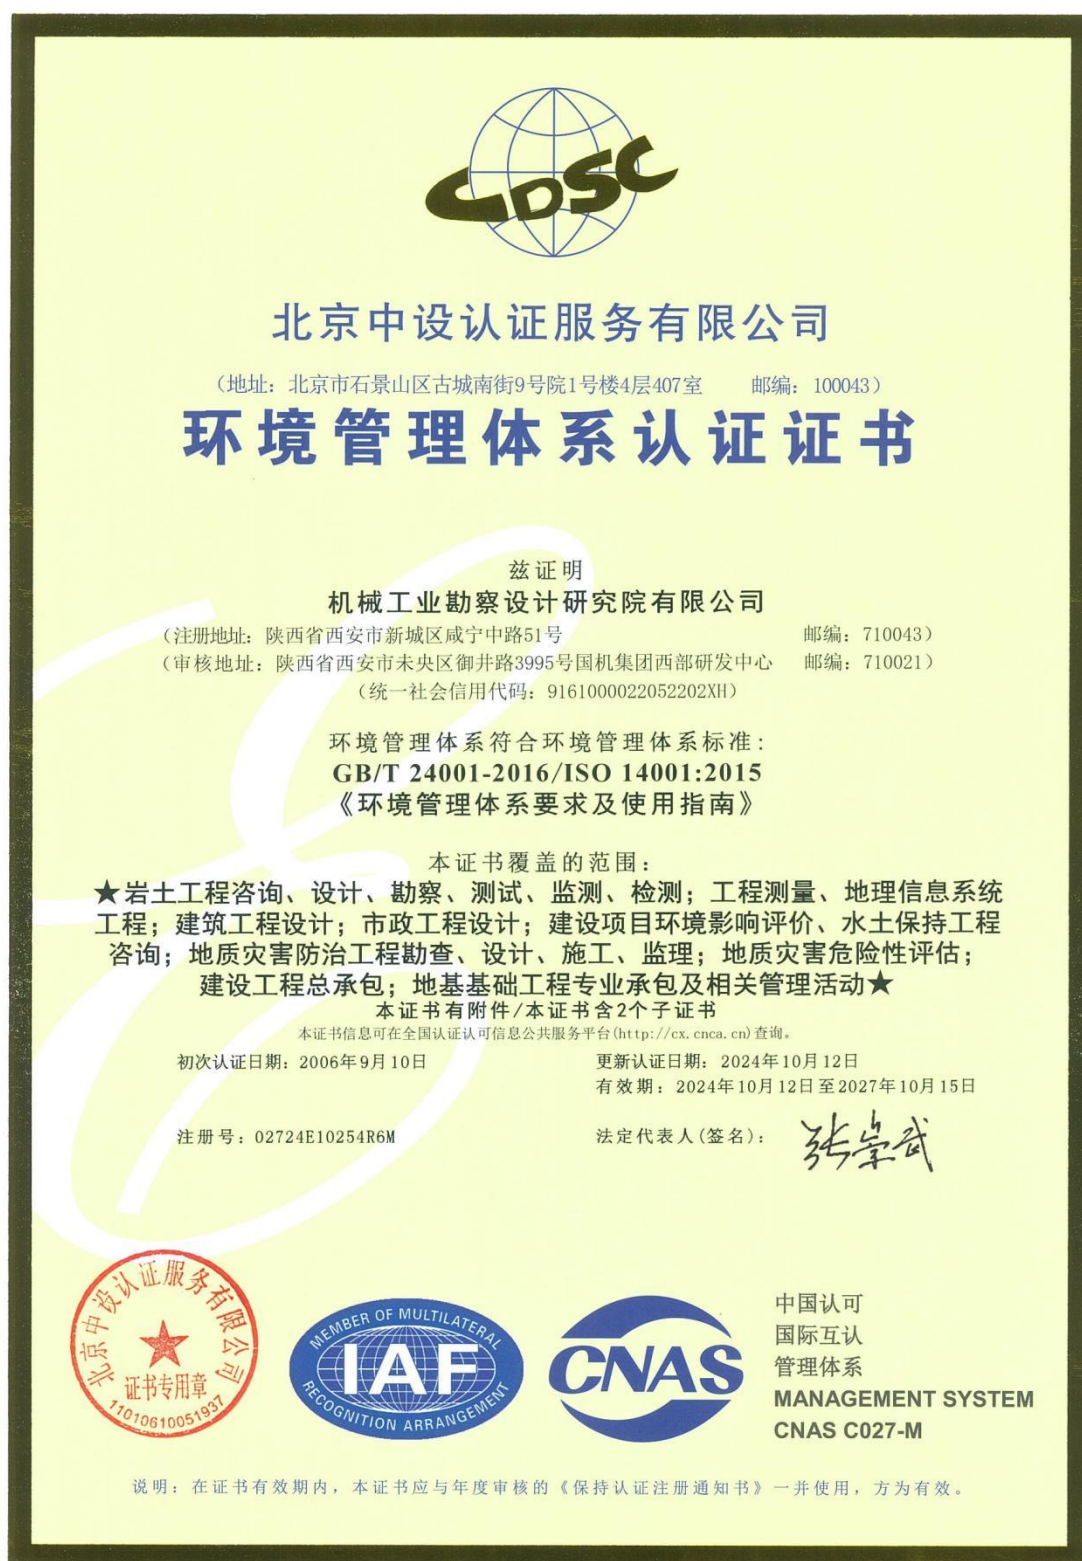 CDSC
北京中设认证服务有限公司
（地址：北京市石景山区古城南街9号院1号楼4层407室 邮编：100043）
环境管理体系认证证书
兹证明
机械工业勘察设计研究院有限公司
（注册地址：陕西省西安市新城区咸宁中路51号 邮编：710043）
（审核地址：陕西省西安市未央区御井路3995号国机集团西部研发中心 邮编：710021）
（统一社会信用代码：9161000022052202XH）
环境管理体系符合环境管理体系标准：
GB/T 24001-2016/ISO 14001:2015
《环境管理体系要求及使用指南》
本证书覆盖的范围：
★岩土工程咨询、设计、勘察、测试、监测、检测；工程测量、地理信息系统
工程；建筑工程设计；市政工程设计；建设项目环境影响评价、水土保持工程
咨询；地质灾害防治工程勘查、设计、施工、监理；地质灾害危险性评估；
建设工程总承包；地基基础工程专业承包及相关管理活动★
本证书有附件/本证书含2个子证书
本证书信息可在全国认证认可信息公共服务平台(http://cx.cnca.cn)查询。
初次认证日期：2006年9月10日
更新认证日期：2024年10月12日
有效期：2024年10月12日至2027年10月15日
注册号：02724E10254R6M
法定代表人(签名)：张崇武
北京中设认证服务有限公司
证书专用章
11010610051937
MEMBER OF MULTILATERAL
IAF
RECOGNITION ARRANGEMENT
CNAS
中国认可
国际互认
管理体系
MANAGEMENT SYSTEM
CNAS C027-M
说明：在证书有效期内，本证书应与年度审核的《保持认证注册通知书》一并使用，方为有效。